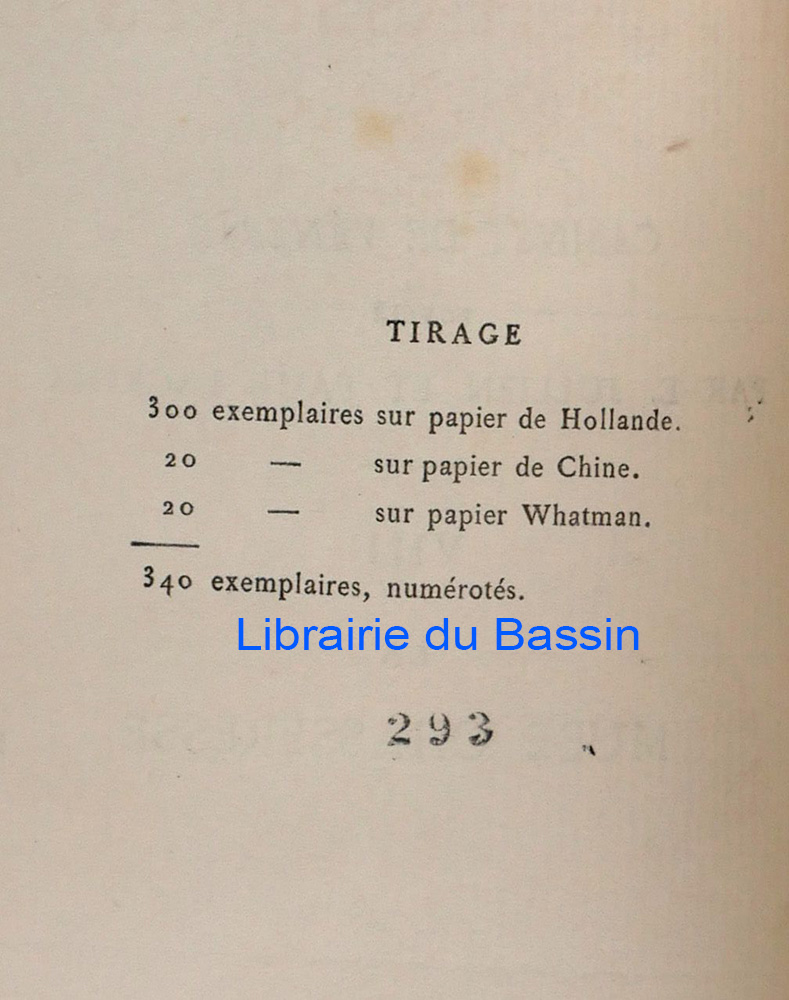 TIRAGE
300 exemplaires sur papier de Hollande.
20 — sur papier de Chine.
20 — sur papier Whatman.
340 exemplaires, numérotés.
Librairie du Bassin
293